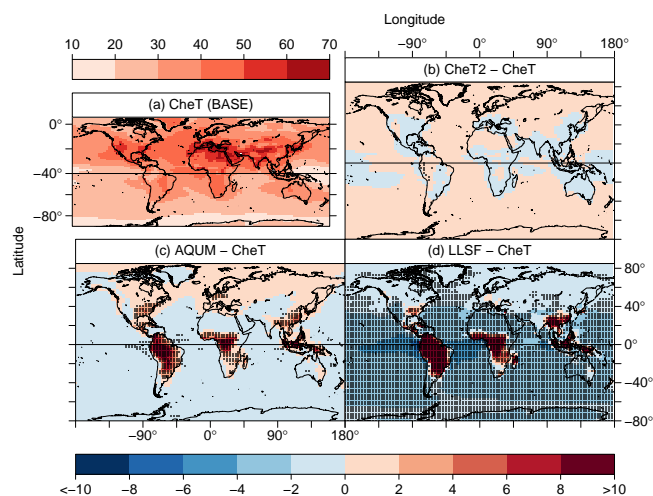 Longitude
10 20 30 40 50 60 70
−90° 0° 90° 180°
(b) CheT2 − CheT
(a) CheT (BASE)
0°
−40°
−80°
Latitude
(c) AQUM − CheT
(d) LLSF − CheT
80°
40°
0°
−40°
−80°
−90° 0° 90° 180°
<−10 −8 −6 −4 −2 0 2 4 6 8 >10